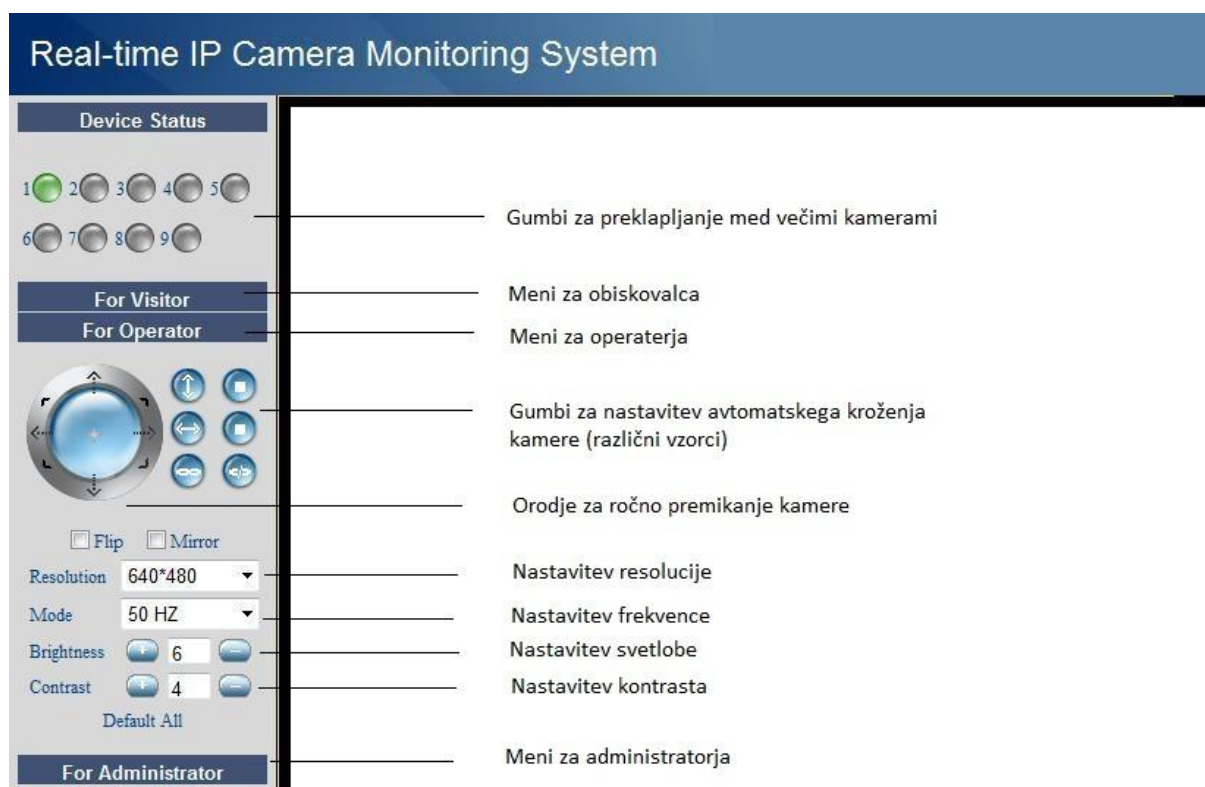 Real-time IP Camera Monitoring System
Device Status
1 2 3 4 5
6 7 8 9
Gumbi za preklapljanje med večimi kamerami
For Visitor
Meni za obiskovalca
For Operator
Meni za operaterja
Gumbi za nastavitev avtomatskega kroženja
kamere (različni vzorci)
Orodje za ročno premikanje kamere
Flip Mirror
Resolution 640*480
Nastavitev resolucije
Mode 50 HZ
Nastavitev frekvence
Brightness + 6 -
Nastavitev svetlobe
Contrast + 4 -
Nastavitev kontrasta
Default All
Meni za administratorja
For Administrator